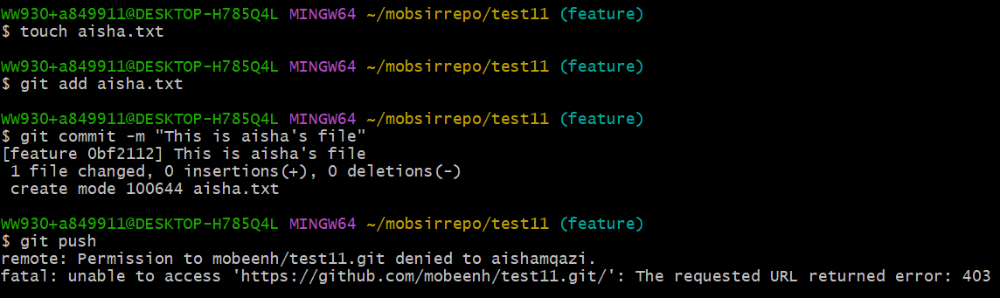 WW930+a849911@DESKTOP-H785Q4L MINGW64 ~/mobsirrepo/test11 (feature)
$ touch aisha.txt
WW930+a849911@DESKTOP-H785Q4L MINGW64 ~/mobsirrepo/test11 (feature)
$ git add aisha.txt
WW930+a849911@DESKTOP-H785Q4L MINGW64 ~/mobsirrepo/test11 (feature)
$ git commit -m "This is aisha's file"
[feature 0bf2112] This is aisha's file
 1 file changed, 0 insertions(+), 0 deletions(-)
 create mode 100644 aisha.txt
WW930+a849911@DESKTOP-H785Q4L MINGW64 ~/mobsirrepo/test11 (feature)
$ git push
remote: Permission to mobeenh/test11.git denied to aishamqazi.
fatal: unable to access 'https://github.com/mobeenh/test11.git/': The requested URL returned error: 403